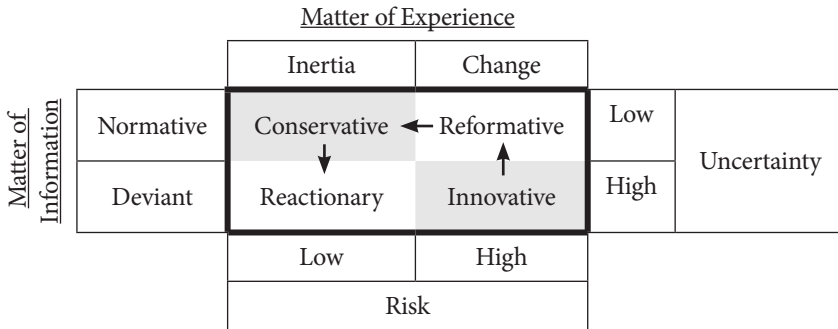 Matter of Experience
Inertia Change
Matter of
Information
Normative Conservative Reformative Low
Uncertainty
Deviant Reactionary Innovative High
Low High
Risk